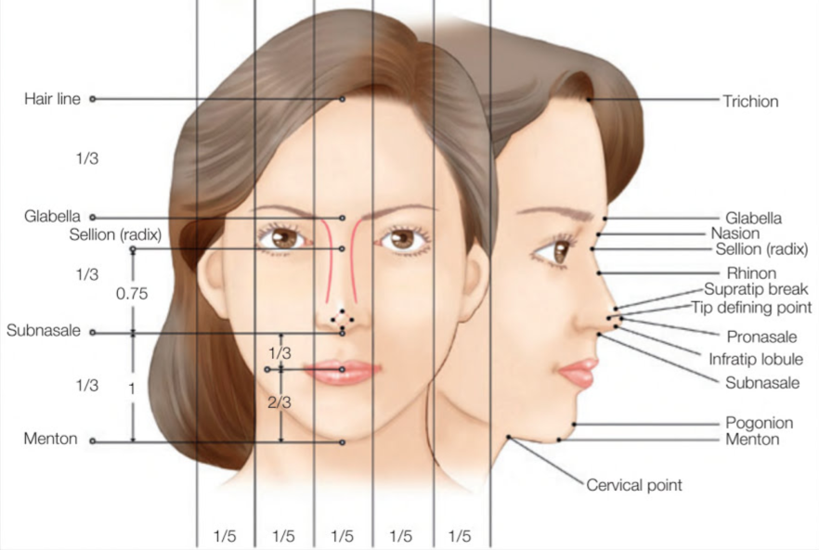 Hair line
1/3
Glabella
Sellion (radix)
1/3
0.75
Subnasale
1/3
1/3
1
2/3
Menton
1/5
1/5
1/5
1/5
1/5
Trichion
Glabella
Nasion
Sellion (radix)
Rhinon
Supratip break
Tip defining point
Pronasale
Infratip lobule
Subnasale
Pogonion
Menton
Cervical point